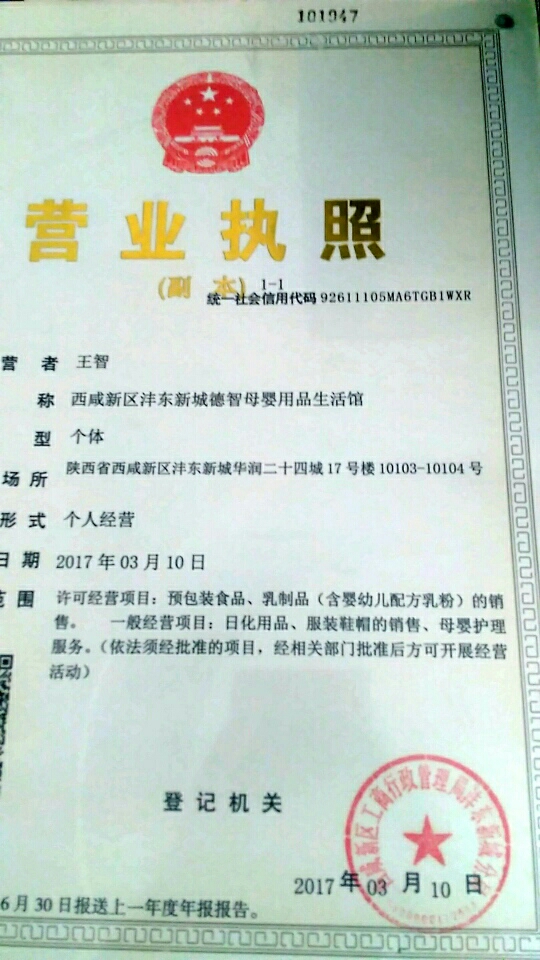 101047
营业执照
(副 本) 1-1
统一社会信用代码 92611105MA6TGB1WXR
营 者 王智
称 西咸新区沣东新城德智母婴用品生活馆
型 个体
场所 陕西省西咸新区沣东新城华润二十四城17号楼10103-10104号
形式 个人经营
日期 2017年03月10日
范围 许可经营项目：预包装食品、乳制品（含婴幼儿配方乳粉）的销
售。 一般经营项目：日化用品、服装鞋帽的销售、母婴护理
服务。（依法须经批准的项目，经相关部门批准后方可开展经营
活动）
登记机关
咸新区工商行政管理局沣东新城分
2017年03月10日
6月30日报送上一年度年报报告。